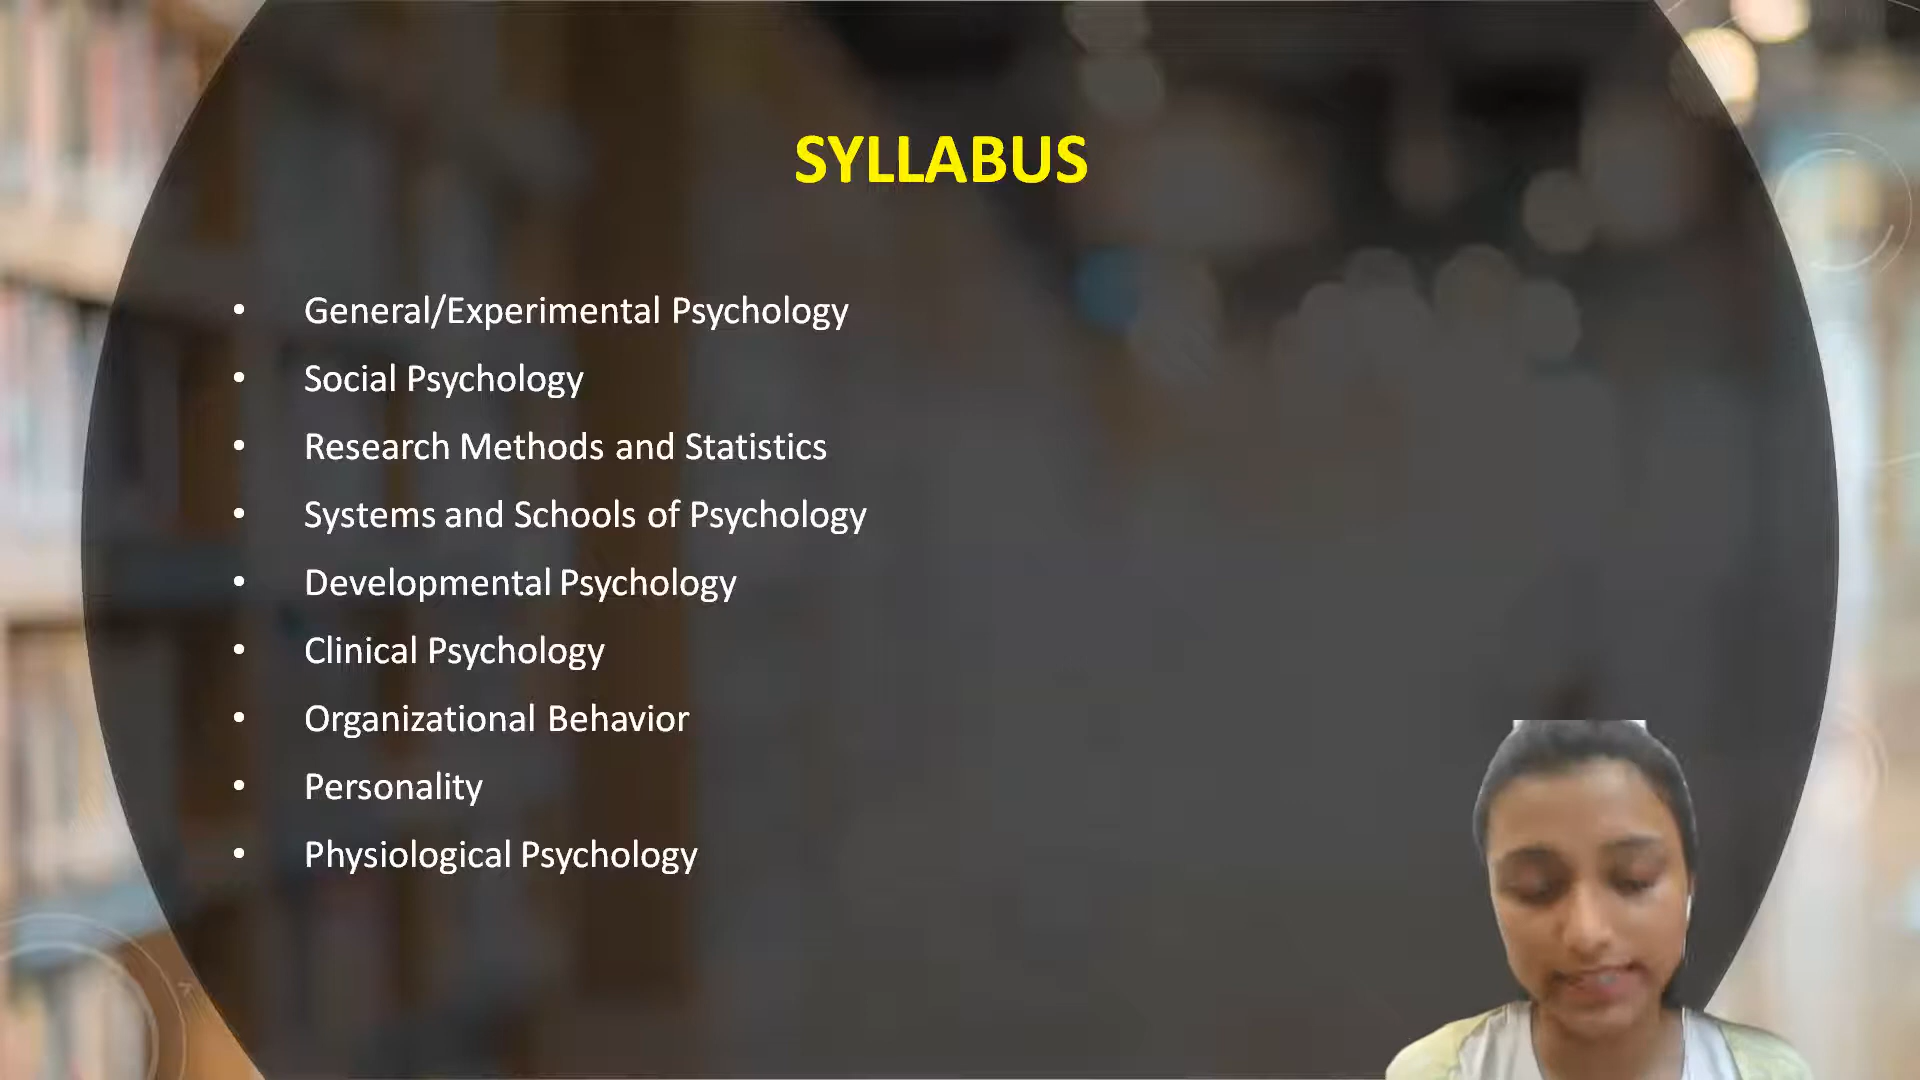 SYLLABUS
• General/Experimental Psychology
• Social Psychology
• Research Methods and Statistics
• Systems and Schools of Psychology
• Developmental Psychology
• Clinical Psychology
• Organizational Behavior
• Personality
• Physiological Psychology